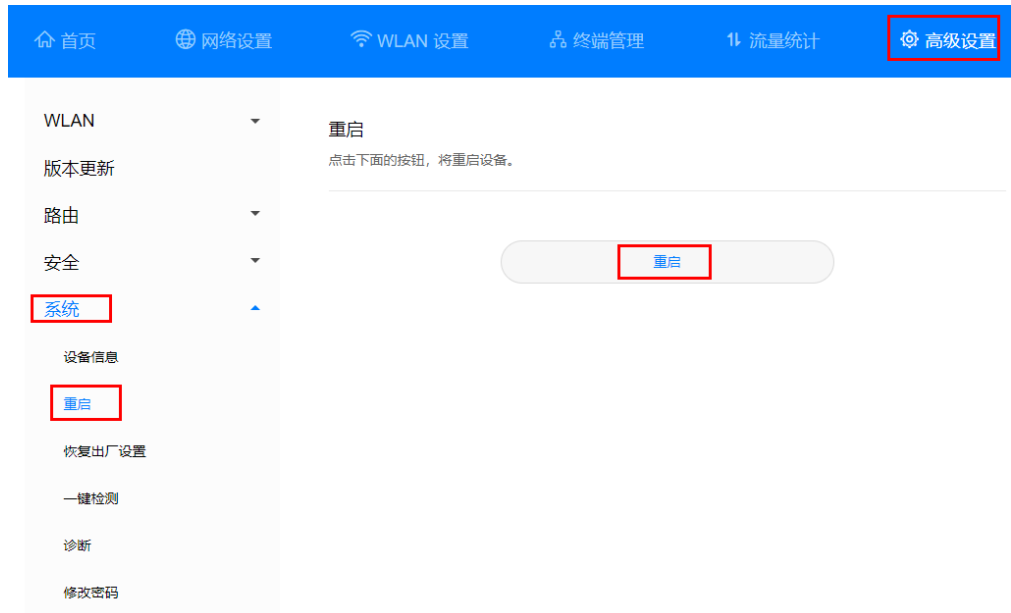 首页 网络设置 WLAN 设置 终端管理 流量统计 高级设置
WLAN
版本更新
路由
安全
系统
设备信息
重启
恢复出厂设置
一键检测
诊断
修改密码
重启
点击下面的按钮，将重启设备。
重启